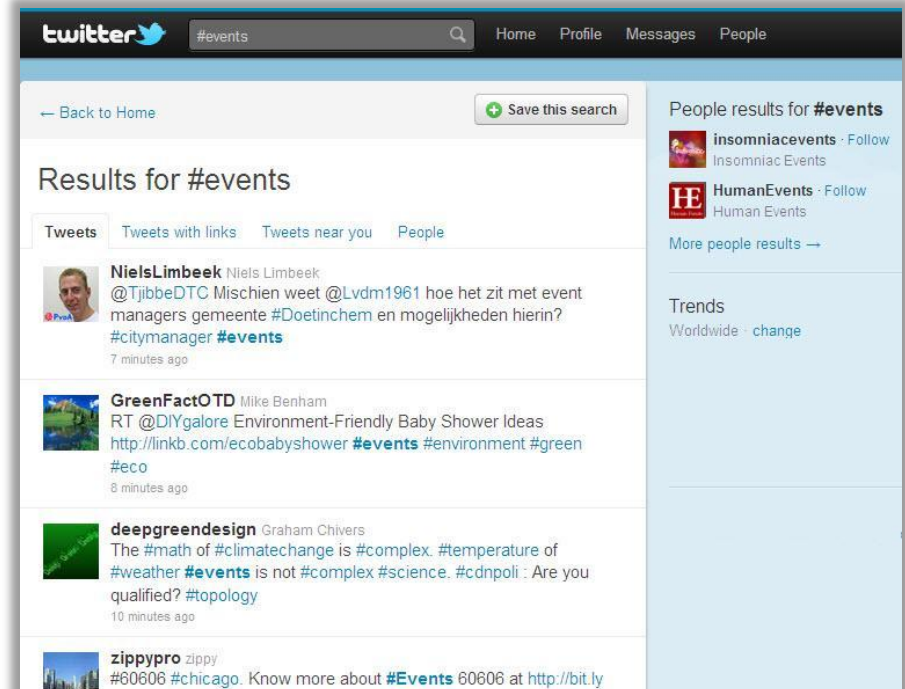 twitter
#events
Home Profile Messages People
← Back to Home
Save this search
Results for #events
Tweets Tweets with links Tweets near you People
NielsLimbeek Niels Limbeek
@TjibbeDTC Mischien weet @Lvdm1961 hoe het zit met event
managers gemeente #Doetinchem en mogelijkheden hierin?
#citymanager #events
7 minutes ago
GreenFactOTD Mike Benham
RT @DIYgalore Environment-Friendly Baby Shower Ideas
http://linkb.com/ecobabyshower #events #environment #green
#eco
8 minutes ago
deepgreendesign Graham Chivers
The #math of #climatechange is #complex. #temperature of
#weather #events is not #complex #science. #cdnpoli : Are you
qualified? #topology
10 minutes ago
zippypro zippy
#60606 #chicago. Know more about #Events 60606 at http://bit.ly
People results for #events
insomniacevents · Follow
Insomniac Events
HE
HumanEvents · Follow
Human Events
More people results →
Trends
Worldwide · change